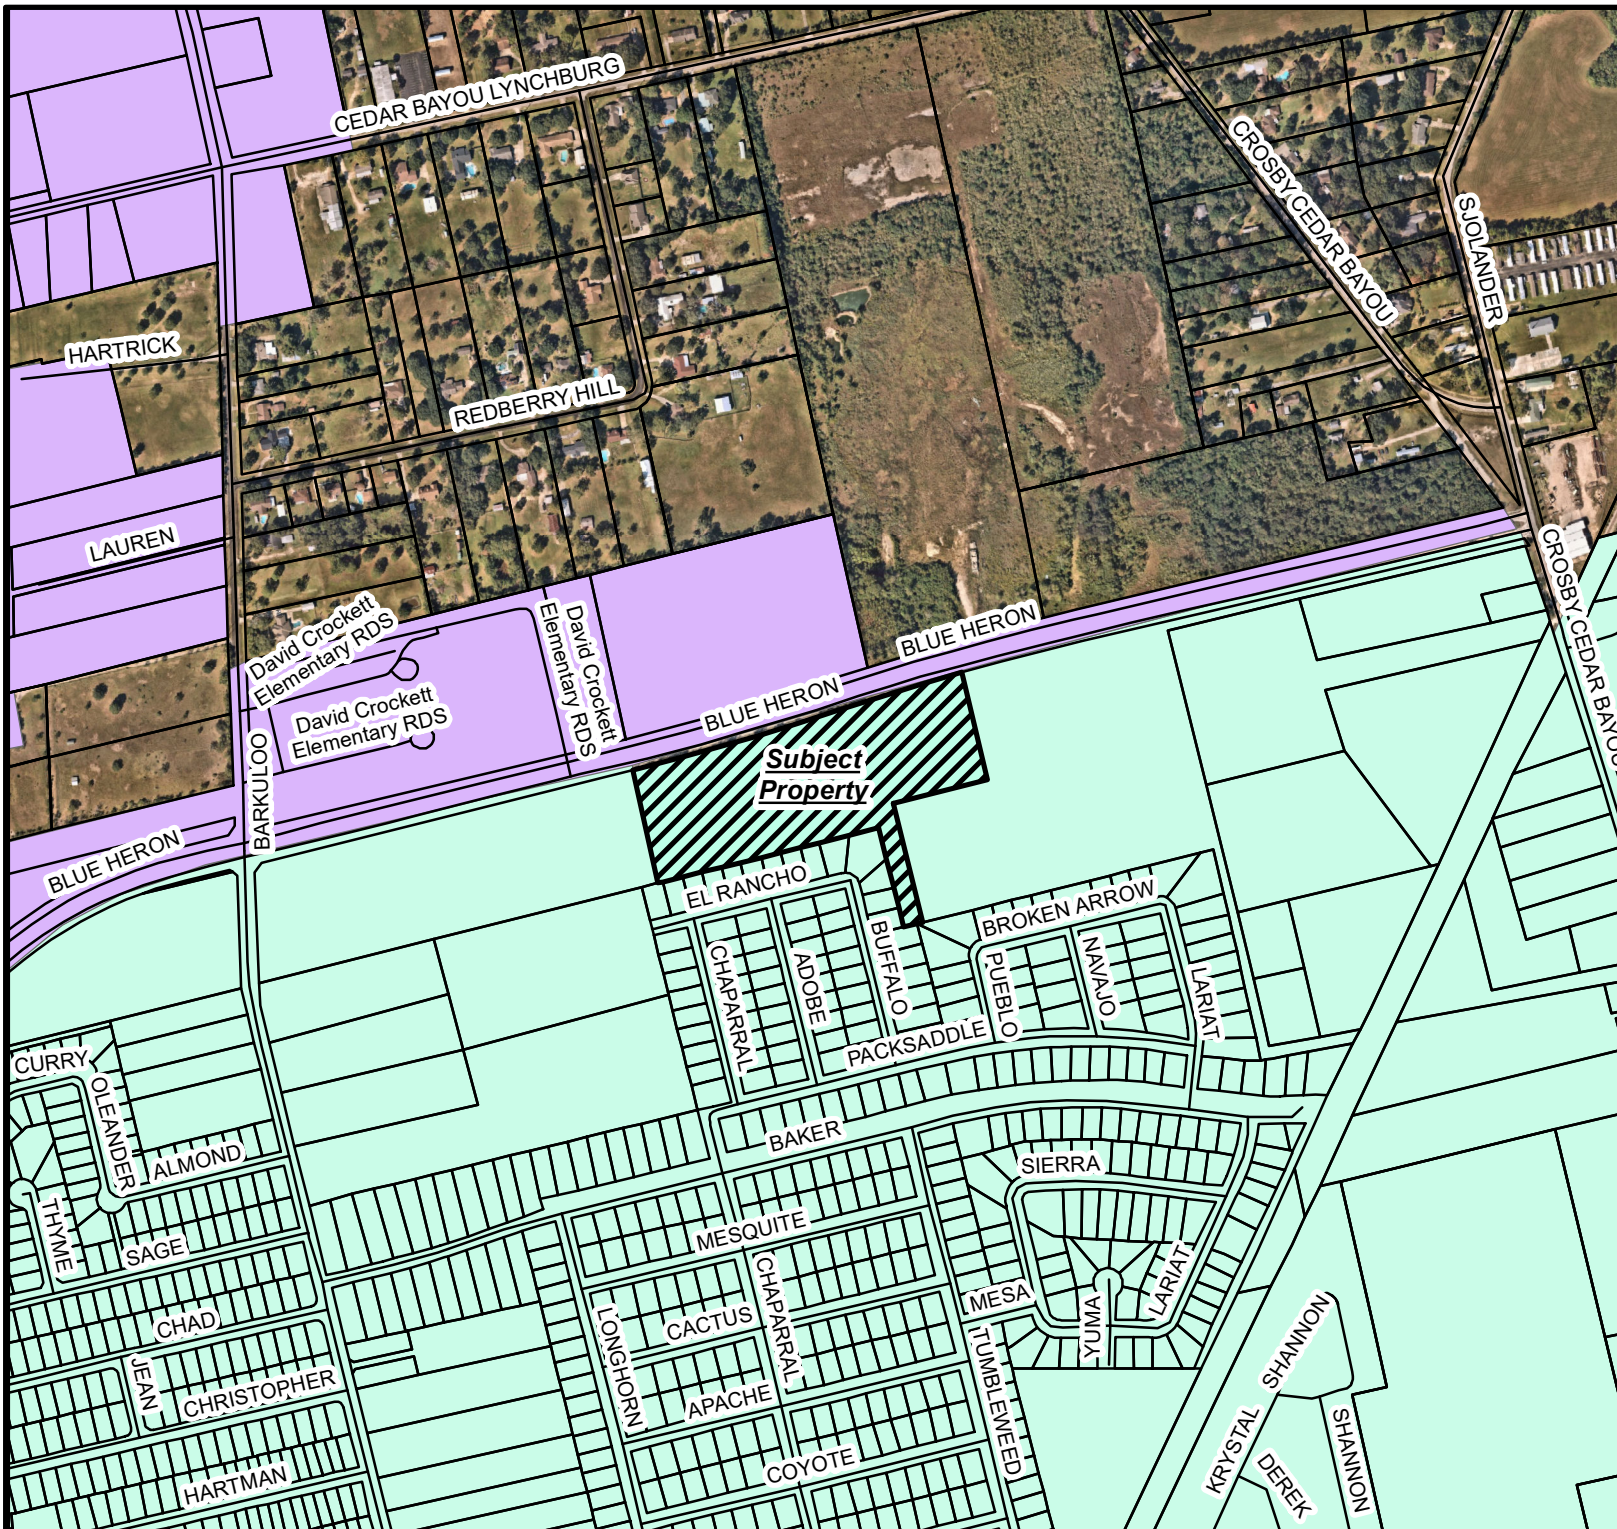 CEDAR BAYOU LYNCHBURG
CROSBY CEDAR BAYOU
SJOLANDER
HARTRICK
REDBERRY HILL
LAUREN
CROSBY CEDAR BAYOU
David Crockett
Elementary RDS
David Crockett
Elementary RDS
David Crockett
Elementary RDS
BLUE HERON
BLUE HERON
BARKULOO
Subject
Property
BLUE HERON
EL RANCHO
BROKEN ARROW
CHAPARRAL
ADOBE
BUFFALO
PUEBLO
NAVAJO
LARIAT
PACKSADDLE
CURRY
OLEANDER
ALMOND
BAKER
SIERRA
THYME
SAGE
MESQUITE
CHAPARRAL
LARIAT
MESA
YUMA
CHAD
CACTUS
LONGHORN
TUMBLEWEED
SHANNON
JEAN
CHRISTOPHER
APACHE
KRYSTAL
SHANNON
HARTMAN
COYOTE
DEREK